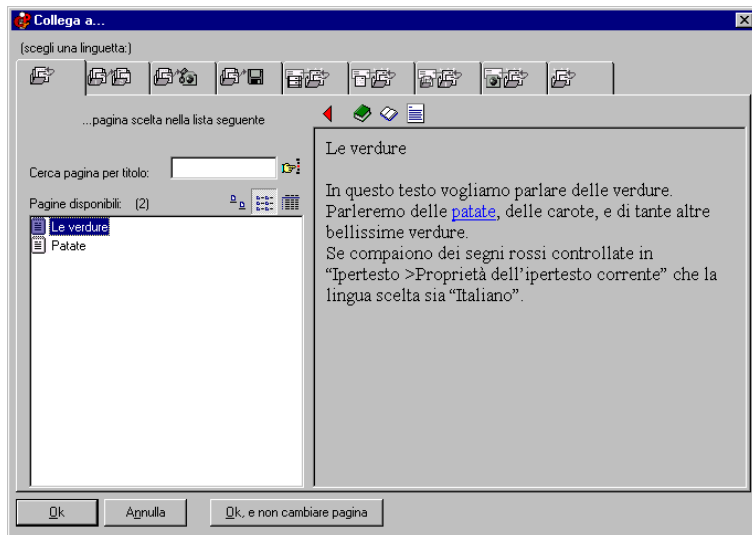 Collega a...
(scegli una linguetta:)
...pagina scelta nella lista seguente
Cerca pagina per titolo:
Pagine disponibili: (2)
Le verdure
Patate
Le verdure
In questo testo vogliamo parlare delle verdure.
Parleremo delle patate, delle carote, e di tante altre
bellissime verdure.
Se compaiono dei segni rossi controllate in
“Ipertesto >Proprietà dell’ipertesto corrente” che la
lingua scelta sia “Italiano”.
Ok
Annulla
Ok, e non cambiare pagina